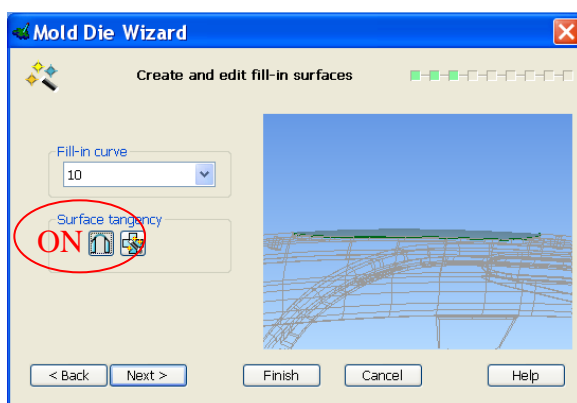 Mold Die Wizard
Create and edit fill-in surfaces
Fill-in curve
10
Surface tangency
ON
< Back
Next >
Finish
Cancel
Help